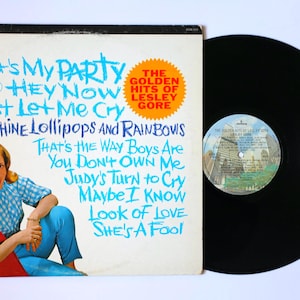 's My PARTY
HEY NOW
t Let Me Cry
hine Lollipops and RAiNBOWS
That's the Way Boys Are
You Don't Own Me
Judy's Turn to Cry
Maybe I Know
Look of Love
She's A Fool
THE
GOLDEN
HITS OF
LESLEY
GORE